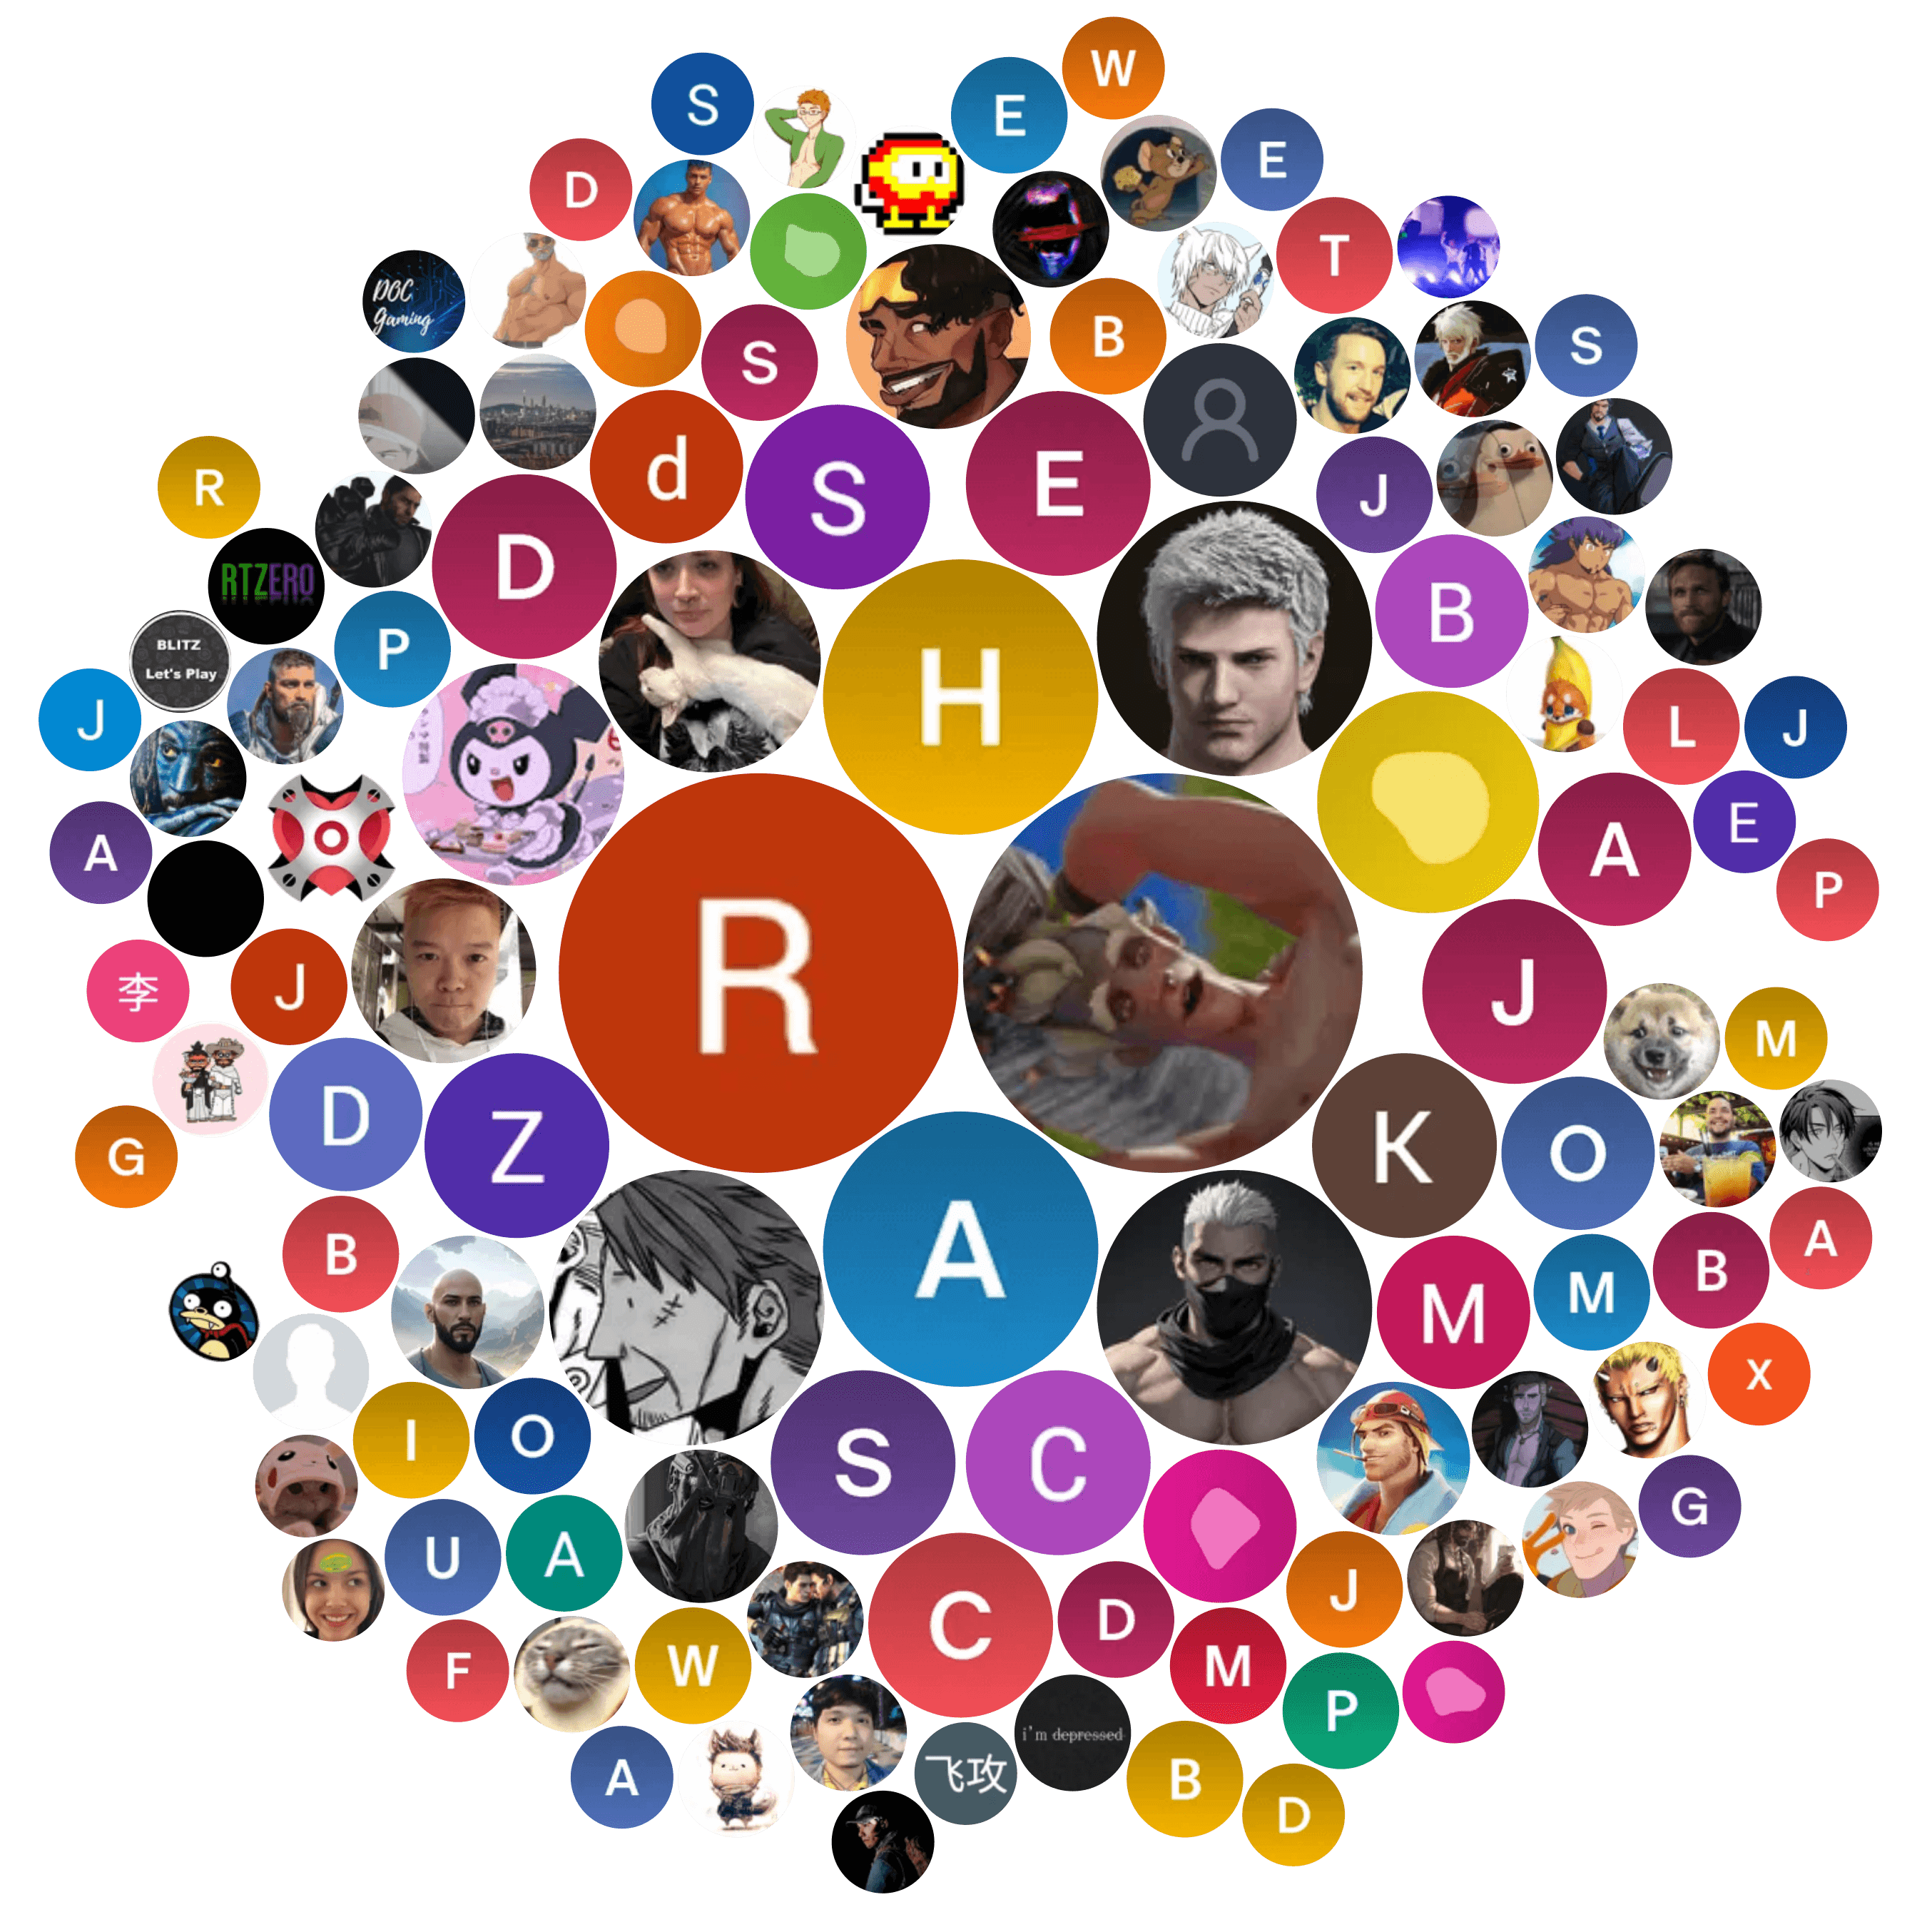 W
S
E
E
D
T
DOC
Gaming
B
S
S
d
S
E
R
J
D
B
RTZERO
P
H
BLITZ
Let's Play
J
L
J
A
E
A
P
R
J
李
J
M
D
Z
K
O
G
B
A
M
M
B
A
X
I
O
S
C
G
U
A
J
C
D
F
W
M
P
i'm depressed
A
飞攻
B
D